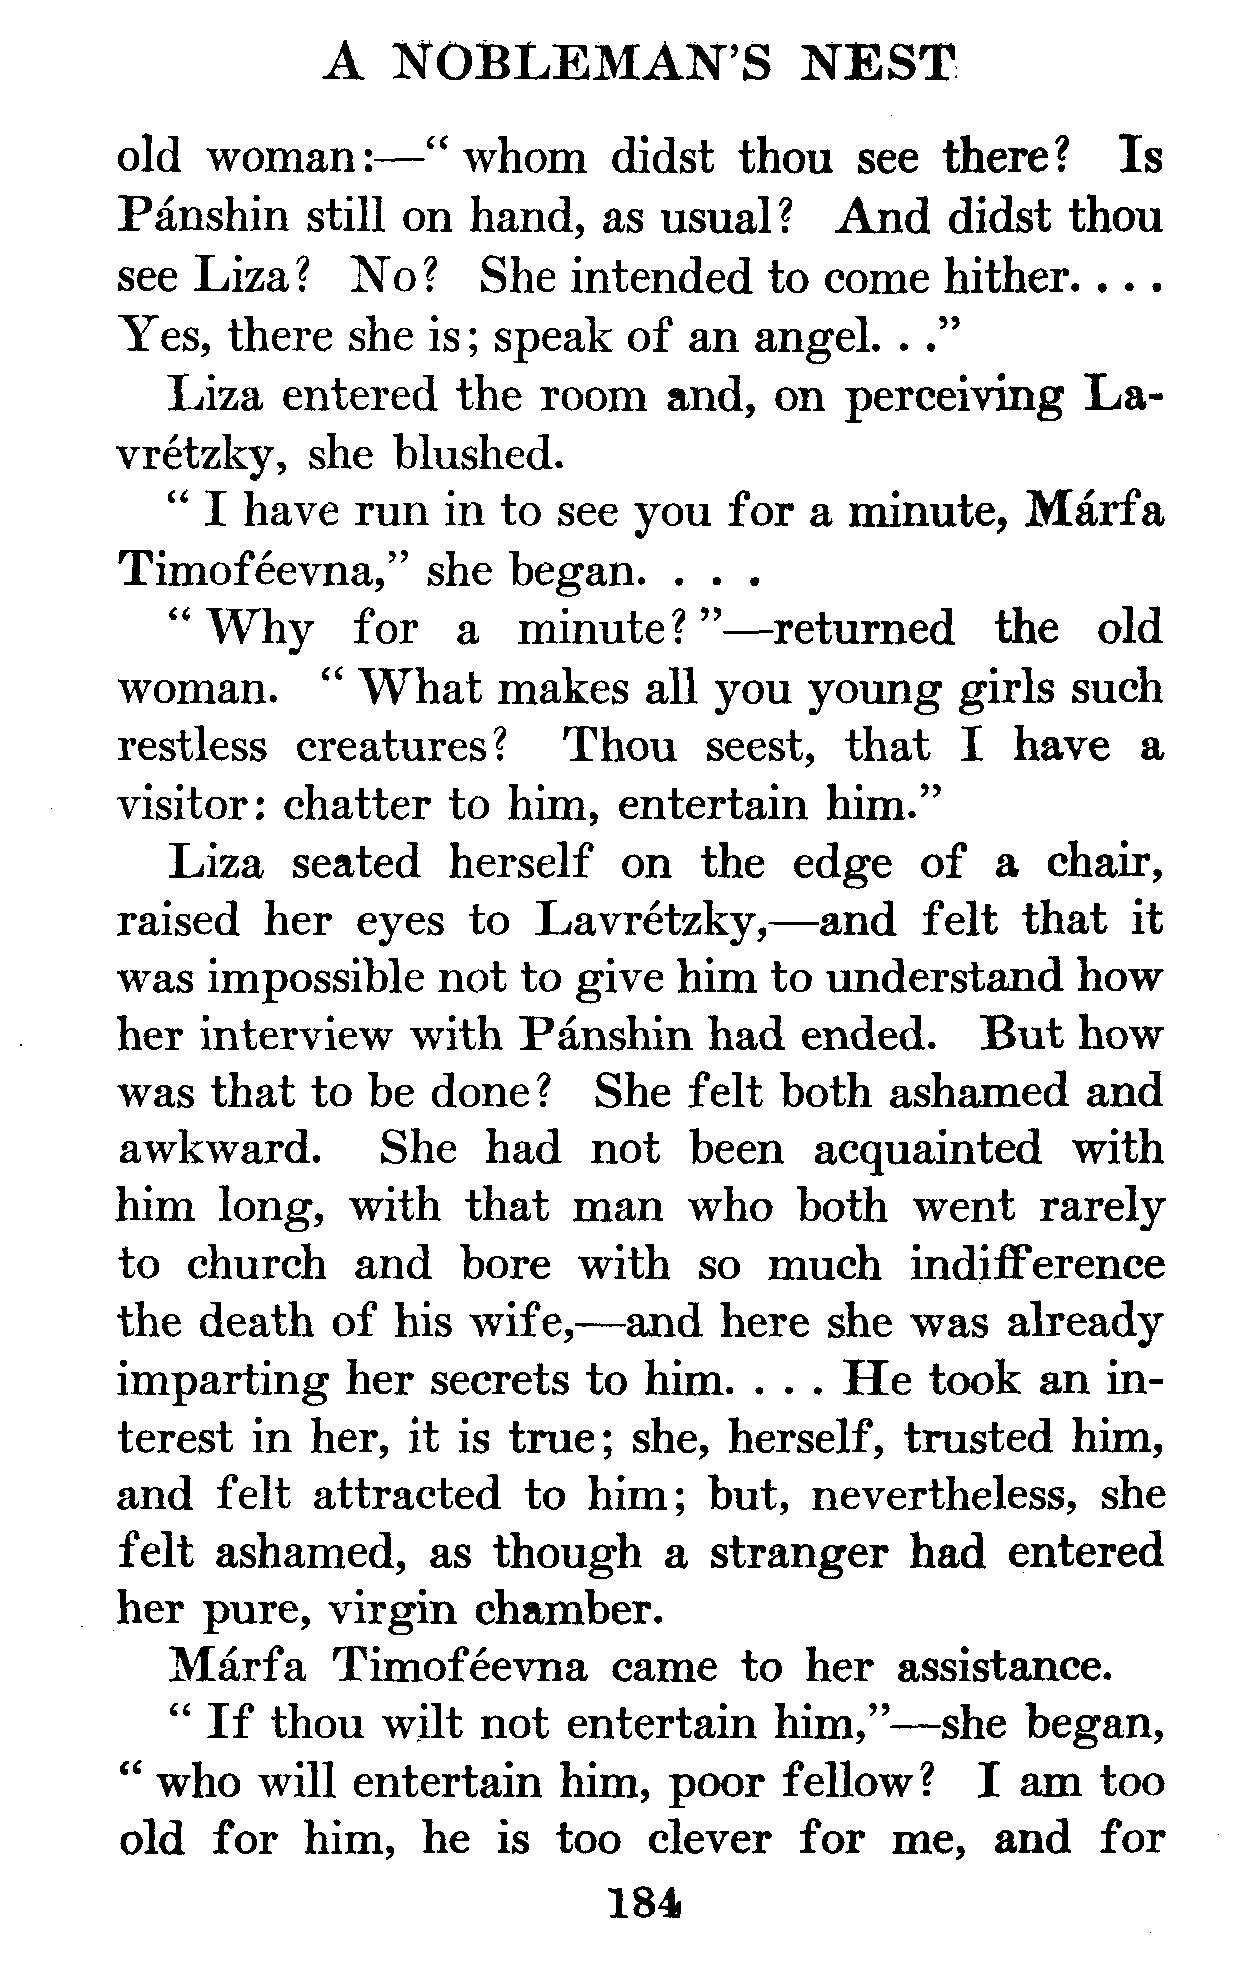 A NOBLEMAN'S NEST
old woman:—“ whom didst thou see there? Is
Pánshin still on hand, as usual? And didst thou
see Liza? No? She intended to come hither. . . .
Yes, there she is; speak of an angel. . .”
Liza entered the room and, on perceiving La-
vrétzky, she blushed.
“ I have run in to see you for a minute, Márfa
Timoféevna,” she began. . . .
“ Why for a minute? ”—returned the old
woman. “ What makes all you young girls such
restless creatures? Thou seest, that I have a
visitor: chatter to him, entertain him.”
Liza seated herself on the edge of a chair,
raised her eyes to Lavrétzky,—and felt that it
was impossible not to give him to understand how
her interview with Pánshin had ended. But how
was that to be done? She felt both ashamed and
awkward. She had not been acquainted with
him long, with that man who both went rarely
to church and bore with so much indifference
the death of his wife,—and here she was already
imparting her secrets to him. . . . He took an in-
terest in her, it is true; she, herself, trusted him,
and felt attracted to him; but, nevertheless, she
felt ashamed, as though a stranger had entered
her pure, virgin chamber.
Márfa Timoféevna came to her assistance.
“ If thou wilt not entertain him,”—she began,
“ who will entertain him, poor fellow? I am too
old for him, he is too clever for me, and for
184